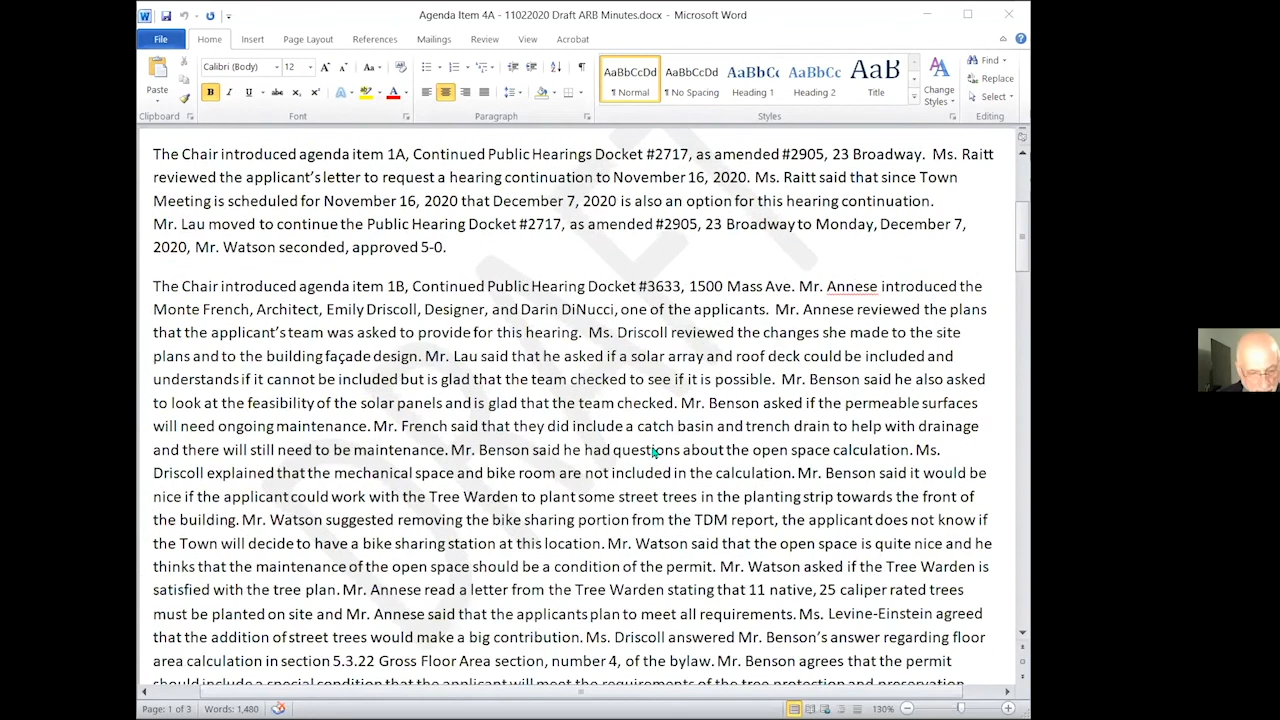 Agenda Item 4A - 11022020 Draft ARB Minutes.docx - Microsoft Word
File Home Insert Page Layout References Mailings Review View Acrobat
Calibri (Body) 12
Find
Replace
Select
Paste
AaBbCcDd AaBbCcDd AaBbCc AaBbCc AaB
¶ Normal ¶ No Spacing Heading 1 Heading 2 Title
Change Styles
Clipboard Font Paragraph Styles Editing
DRAFT
The Chair introduced agenda item 1A, Continued Public Hearings Docket #2717, as amended #2905, 23 Broadway. Ms. Raitt
reviewed the applicant's letter to request a hearing continuation to November 16, 2020. Ms. Raitt said that since Town
Meeting is scheduled for November 16, 2020 that December 7, 2020 is also an option for this hearing continuation.
Mr. Lau moved to continue the Public Hearing Docket #2717, as amended #2905, 23 Broadway to Monday, December 7,
2020, Mr. Watson seconded, approved 5-0.
The Chair introduced agenda item 1B, Continued Public Hearing Docket #3633, 1500 Mass Ave. Mr. Annese introduced the
Monte French, Architect, Emily Driscoll, Designer, and Darin DiNucci, one of the applicants. Mr. Annese reviewed the plans
that the applicant's team was asked to provide for this hearing. Ms. Driscoll reviewed the changes she made to the site
plans and to the building façade design. Mr. Lau said that he asked if a solar array and roof deck could be included and
understands if it cannot be included but is glad that the team checked to see if it is possible. Mr. Benson said he also asked
to look at the feasibility of the solar panels and is glad that the team checked. Mr. Benson asked if the permeable surfaces
will need ongoing maintenance. Mr. French said that they did include a catch basin and trench drain to help with drainage
and there will still need to be maintenance. Mr. Benson said he had questions about the open space calculation. Ms.
Driscoll explained that the mechanical space and bike room are not included in the calculation. Mr. Benson said it would be
nice if the applicant could work with the Tree Warden to plant some street trees in the planting strip towards the front of
the building. Mr. Watson suggested removing the bike sharing portion from the TDM report, the applicant does not know if
the Town will decide to have a bike sharing station at this location. Mr. Watson said that the open space is quite nice and he
thinks that the maintenance of the open space should be a condition of the permit. Mr. Watson asked if the Tree Warden is
satisfied with the tree plan. Mr. Annese read a letter from the Tree Warden stating that 11 native, 25 caliper rated trees
must be planted on site and Mr. Annese said that the applicants plan to meet all requirements. Ms. Levine-Einstein agreed
that the addition of street trees would make a big contribution. Ms. Driscoll answered Mr. Benson's answer regarding floor
area calculation in section 5.3.22 Gross Floor Area section, number 4, of the bylaw. Mr. Benson agrees that the permit
should include a special condition that the applicant will meet the requirements of the tree protection and preservation
Page: 1 of 3 Words: 1,480 130%